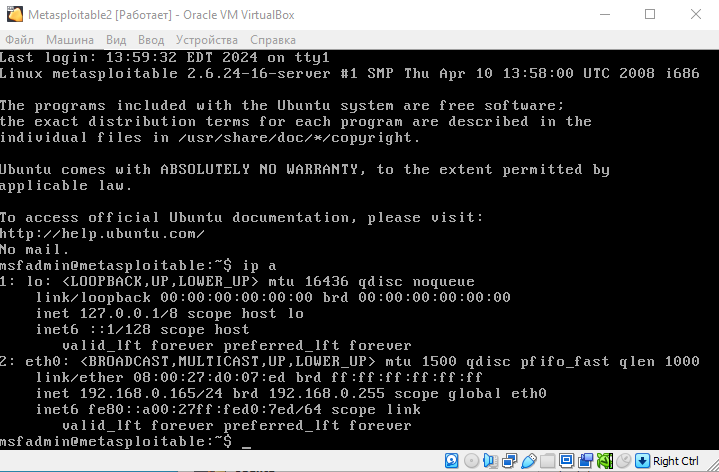 Metasploitable2 [Работает] - Oracle VM VirtualBox
Файл Машина Вид Ввод Устройства Справка
Last login: 13:59:32 EDT 2024 on tty1
Linux metasploitable 2.6.24-16-server #1 SMP Thu Apr 10 13:58:00 UTC 2008 i686
The programs included with the Ubuntu system are free software;
the exact distribution terms for each program are described in the
individual files in /usr/share/doc/*/copyright.
Ubuntu comes with ABSOLUTELY NO WARRANTY, to the extent permitted by
applicable law.
To access official Ubuntu documentation, please visit:
http://help.ubuntu.com/
No mail.
msfadmin@metasploitable:~$ ip a
1: lo: <LOOPBACK,UP,LOWER_UP> mtu 16436 qdisc noqueue
    link/loopback 00:00:00:00:00:00 brd 00:00:00:00:00:00
    inet 127.0.0.1/8 scope host lo
    inet6 ::1/128 scope host
       valid_lft forever preferred_lft forever
2: eth0: <BROADCAST,MULTICAST,UP,LOWER_UP> mtu 1500 qdisc pfifo_fast qlen 1000
    link/ether 08:00:27:d0:07:ed brd ff:ff:ff:ff:ff:ff
    inet 192.168.0.165/24 brd 192.168.0.255 scope global eth0
    inet6 fe80::a00:27ff:fed0:7ed/64 scope link
       valid_lft forever preferred_lft forever
msfadmin@metasploitable:~$ _
Right Ctrl